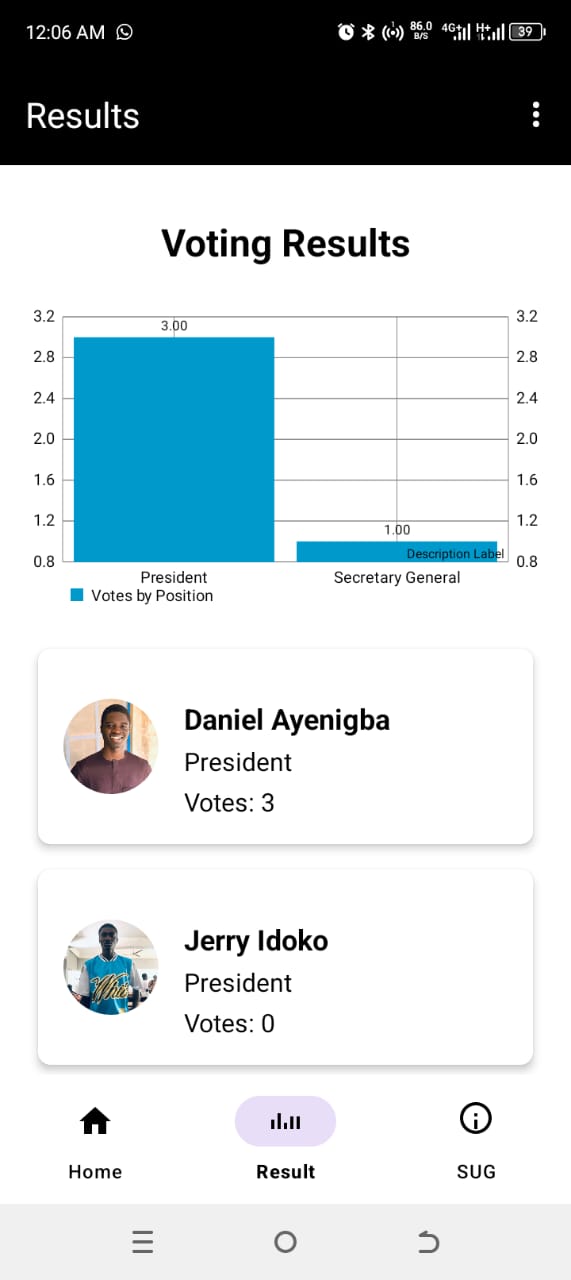 12:06 AM 86.0 B/S 4G+ H+ 39
Results
Voting Results
3.2 3.2
3.00
2.8 2.8
2.4 2.4
2.0 2.0
1.6 1.6
1.2 1.2
1.00
Description Label
0.8 0.8
President Secretary General
Votes by Position
Daniel Ayenigba
President
Votes: 3
Jerry Idoko
President
Votes: 0
Home Result SUG